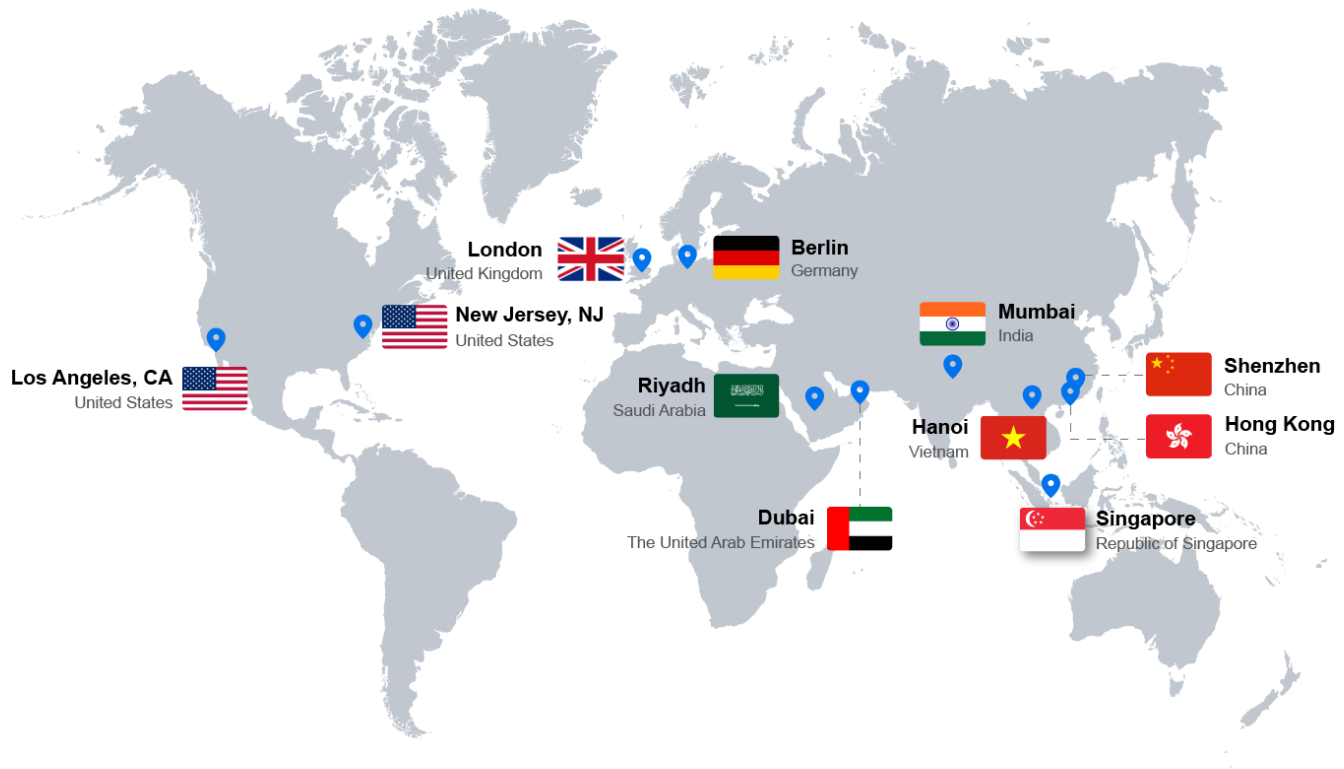 London
United Kingdom
Berlin
Germany
New Jersey, NJ
United States
Mumbai
India
Los Angeles, CA
United States
Riyadh
Saudi Arabia
Shenzhen
China
Hanoi
Vietnam
Hong Kong
China
Dubai
The United Arab Emirates
Singapore
Republic of Singapore